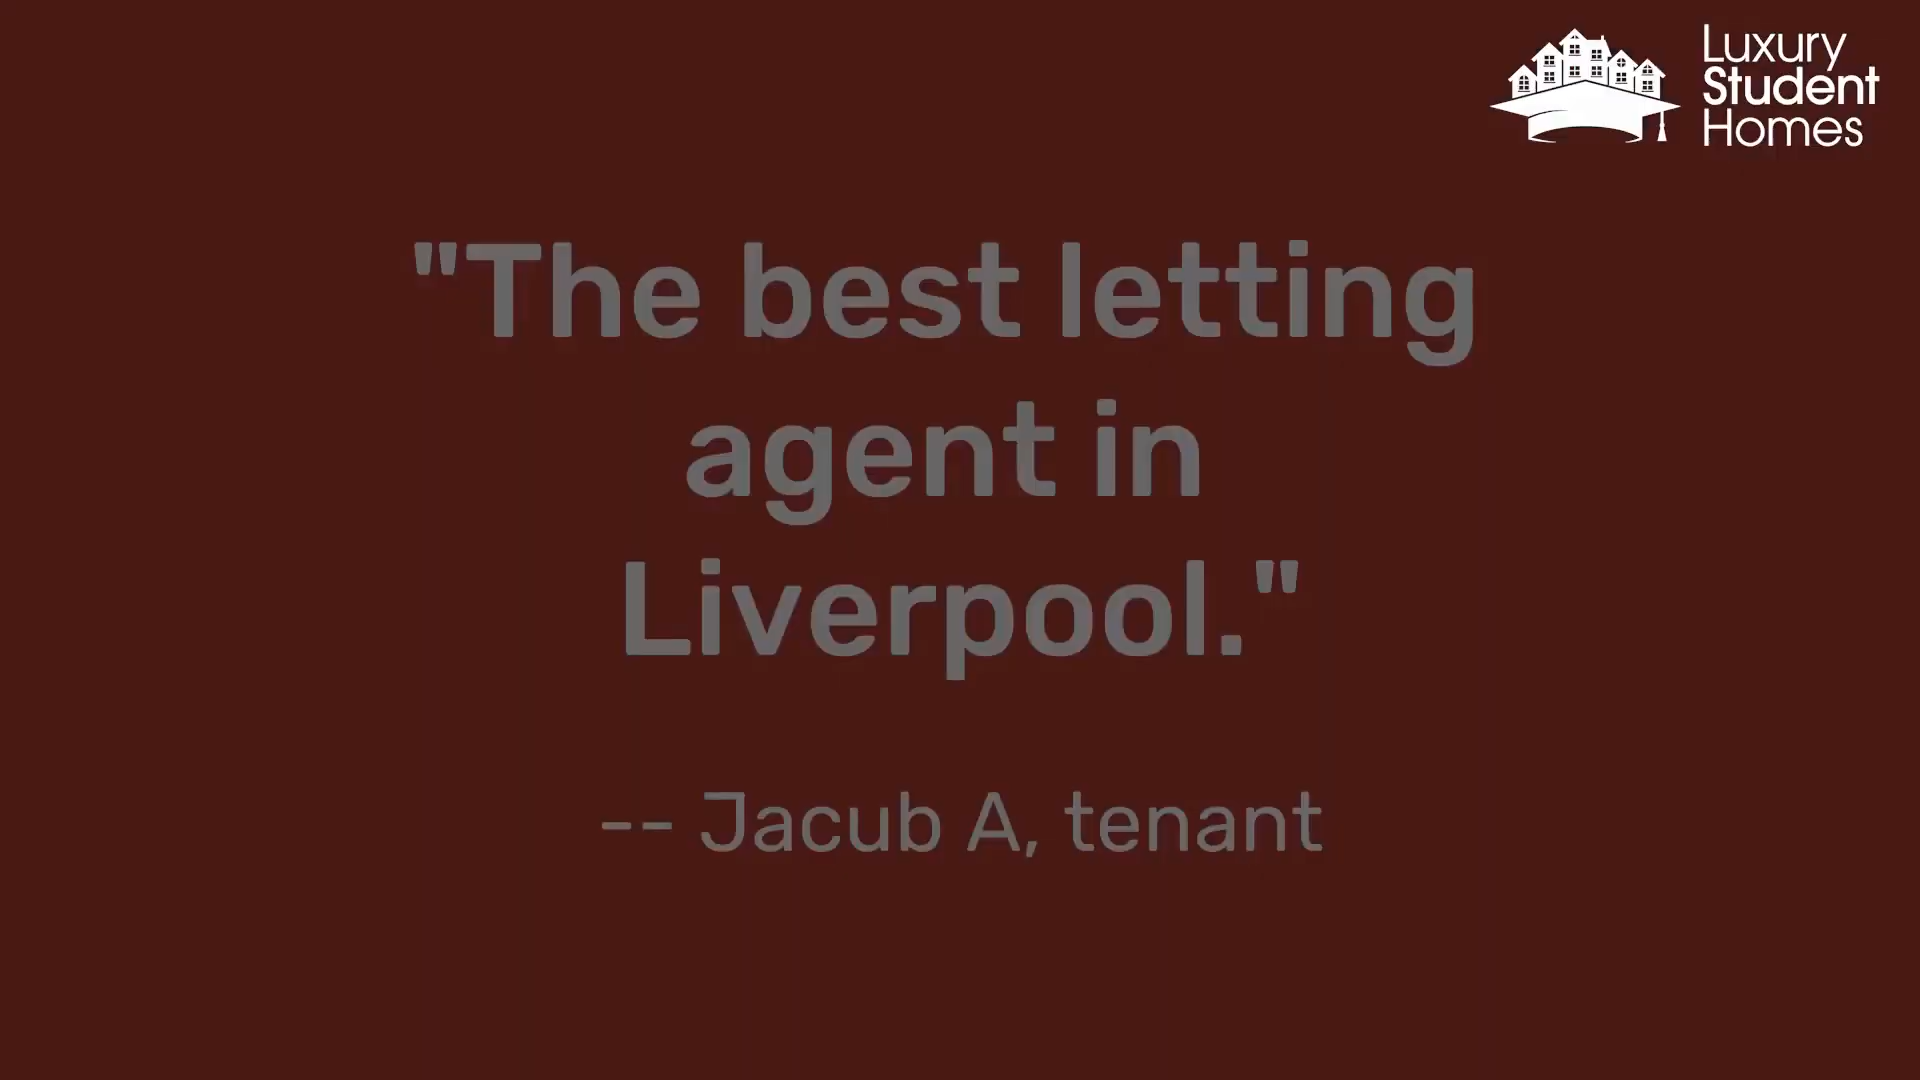 Luxury
Student
Homes
"The best letting
agent in
Liverpool."
-- Jacub A, tenant